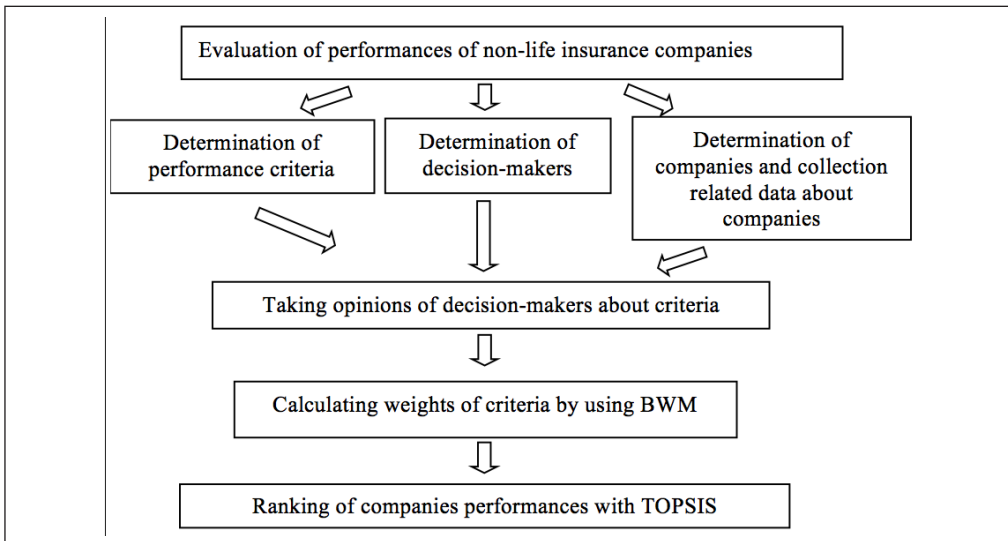 Evaluation of performances of non-life insurance companies
Determination of
performance criteria
Determination of
decision-makers
Determination of
companies and collection
related data about
companies
Taking opinions of decision-makers about criteria
Calculating weights of criteria by using BWM
Ranking of companies performances with TOPSIS